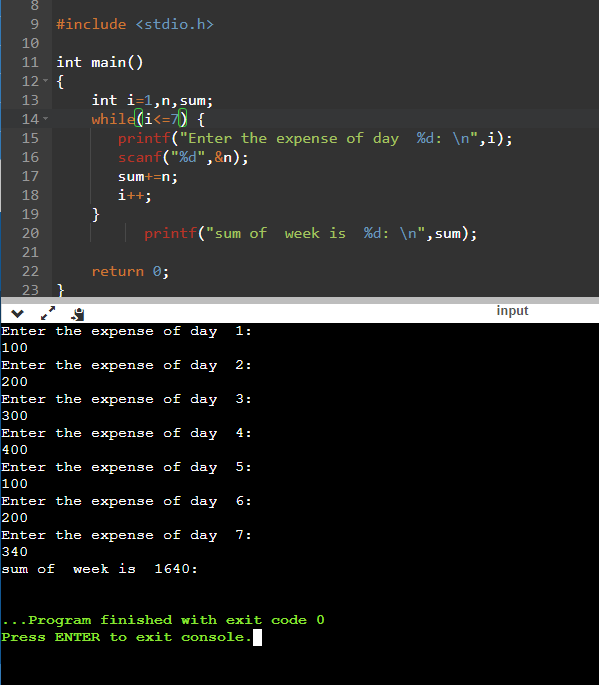 8
9 #include <stdio.h>
10
11 int main()
12 {
13 int i=1,n,sum;
14 while(i<=7) {
15 printf("Enter the expense of day  %d: \n",i);
16 scanf("%d",&n);
17 sum+=n;
18 i++;
19 }
20 printf("sum of  week is  %d: \n",sum);
21
22 return 0;
23 }
input
Enter the expense of day  1:
100
Enter the expense of day  2:
200
Enter the expense of day  3:
300
Enter the expense of day  4:
400
Enter the expense of day  5:
100
Enter the expense of day  6:
200
Enter the expense of day  7:
340
sum of  week is  1640:
...Program finished with exit code 0
Press ENTER to exit console.